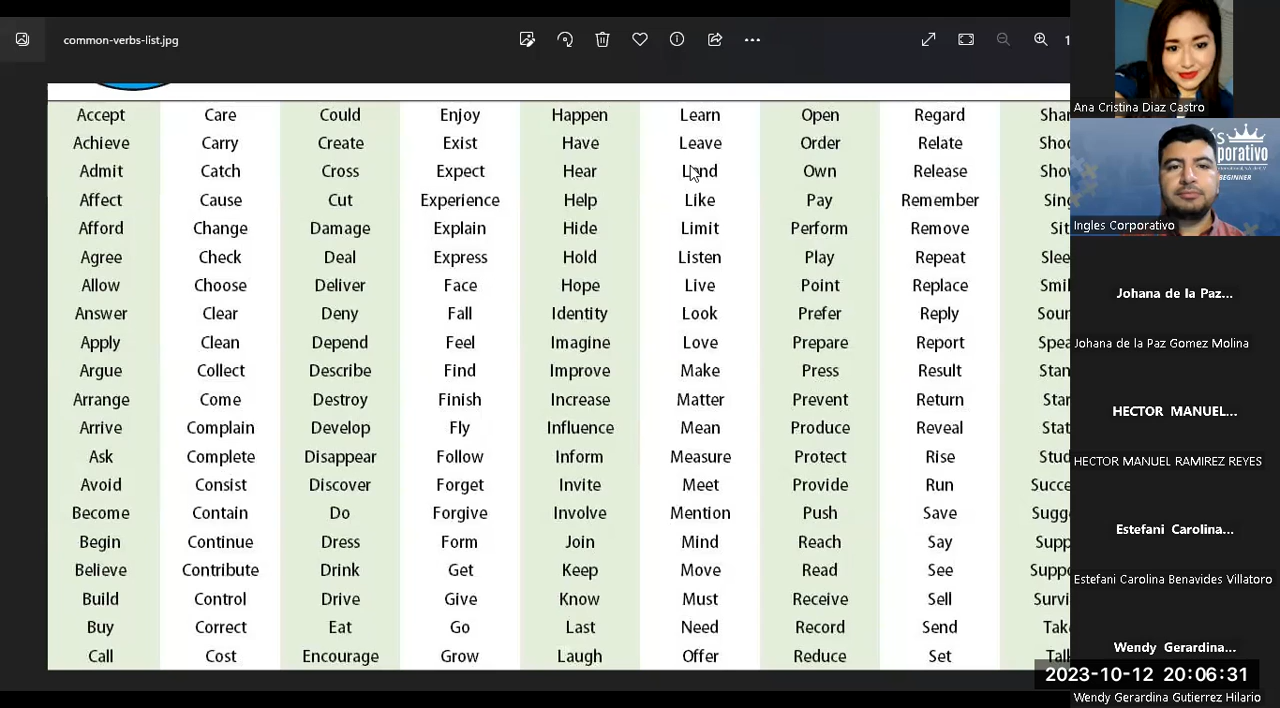 common-verbs-list.jpg
Accept Care Could Enjoy Happen Learn Open Regard
Achieve Carry Create Exist Have Leave Order Relate
Admit Catch Cross Expect Hear Own Release
Affect Cause Cut Experience Help Like Pay Remember
Afford Change Damage Explain Hide Limit Perform Remove
Agree Check Deal Express Hold Listen Play Repeat
Allow Choose Deliver Face Hope Live Point Replace
Answer Clear Deny Fall Identity Look Prefer Reply
Apply Clean Depend Feel Imagine Love Prepare Report
Argue Collect Describe Find Improve Make Press Result
Arrange Come Destroy Finish Increase Matter Prevent Return
Arrive Complain Develop Fly Influence Mean Produce Reveal
Ask Complete Disappear Follow Inform Measure Protect Rise
Avoid Consist Discover Forget Invite Meet Provide Run
Become Contain Do Forgive Involve Mention Push Save
Begin Continue Dress Form Join Mind Reach Say
Believe Contribute Drink Get Keep Move Read See
Build Control Drive Give Know Must Receive Sell
Buy Correct Eat Go Last Need Record Send
Call Cost Encourage Grow Laugh Offer Reduce Set
Ana Cristina Diaz Castro
porativo
BEGINNER
Ingles Corporativo
Johana de la Paz...
Johana de la Paz Gomez Molina
HECTOR MANUEL...
HECTOR MANUEL RAMIREZ REYES
Estefani Carolina...
Estefani Carolina Benavides Villatoro
Wendy Gerardina...
2023-10-12 20:06:31
Wendy Gerardina Gutierrez Hilario